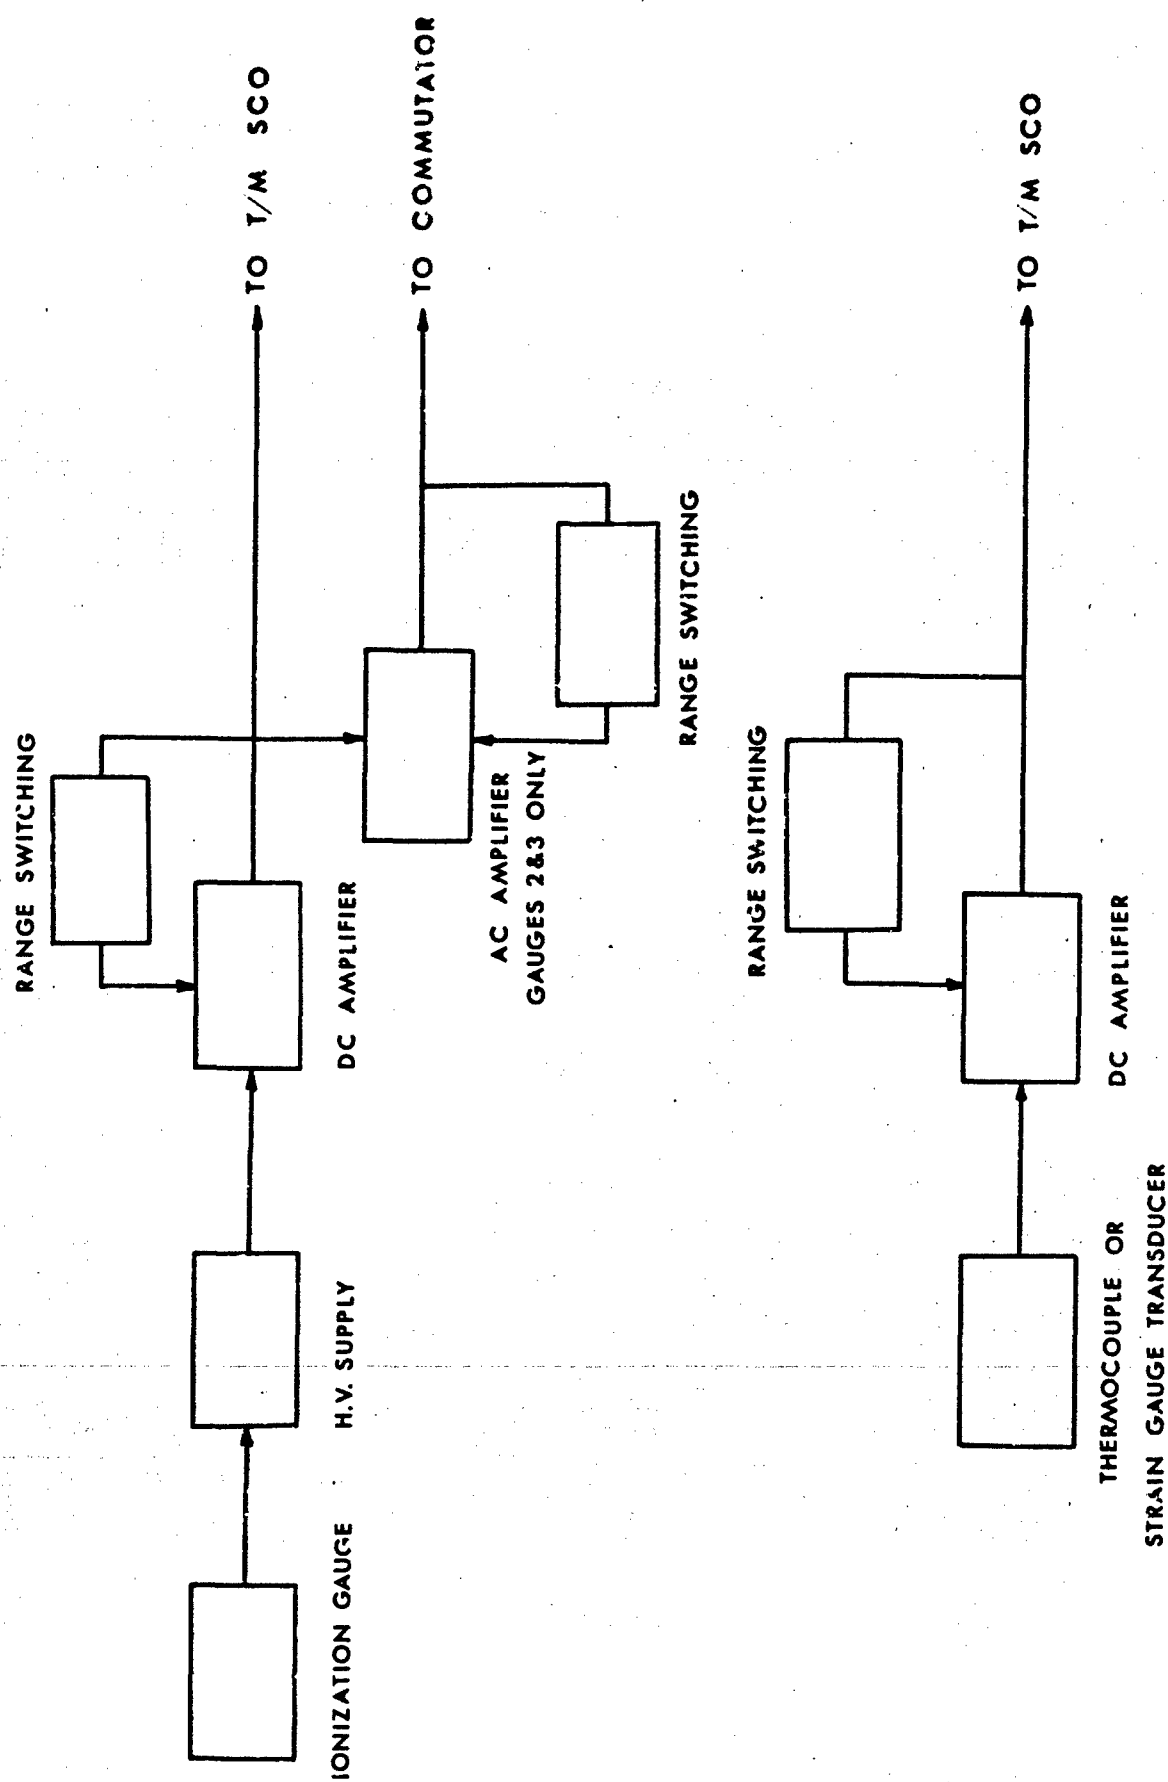 RANGE SWITCHING
TO T/M SCO
IONIZATION GAUGE
H.V. SUPPLY
DC AMPLIFIER
TO COMMUTATOR
AC AMPLIFIER
GAUGES 2&3 ONLY
RANGE SWITCHING
RANGE SWITCHING
TO T/M SCO
THERMOCOUPLE OR
STRAIN GAUGE TRANSDUCER
DC AMPLIFIER